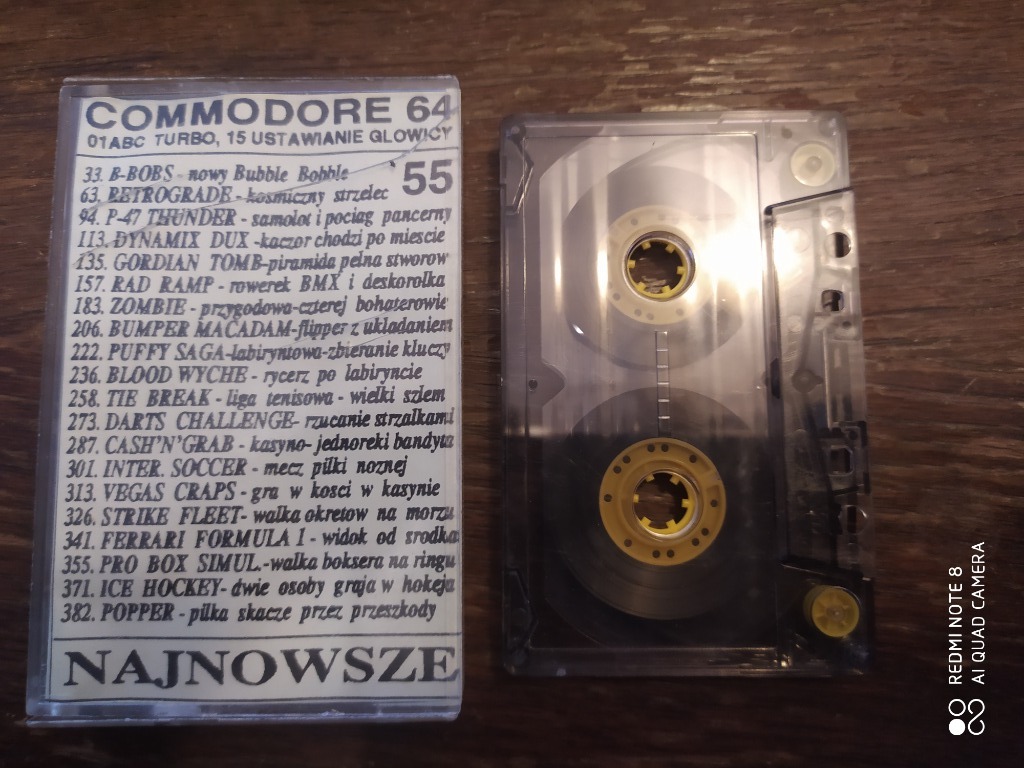 COMMODORE 64
01ABC TURBO, 15 USTAWIANIE GLOWICY
55
33. B-BOBS - nowy Bubble Bobble
63. RETROGRADE - kosmiczny strzelec
94. P-47 THUNDER - samolot i pociag pancerny
113. DYNAMIX DUX -kaczor chodzi po miescie
135. GORDIAN TOMB-piramida pelna stworow
157. RAD RAMP - rowerek BMX i deskorolka
183. ZOMBIE - przygodowa-czterej bohaterowie
206. BUMPER MACADAM-flipper z ukladaniem
222. PUFFY SAGA-labiryntowa-zbieranie kluczy
236. BLOOD WYCHE - rycerz po labiryncie
258. TIE BREAK - liga tenisowa - wielki szlem
273. DARTS CHALLENGE- rzucanie strzalkami
287. CASH'N'GRAB - kasyno- jednoreki bandyta
301. INTER. SOCCER - mecz pilki noznej
313. VEGAS CRAPS - gra w kosci w kasynie
326. STRIKE FLEET- walka okretow na morzu
341. FERRARI FORMULA 1 - widok od srodka
355. PRO BOX SIMUL.-walka boksera na ringu
371. ICE HOCKEY- dwie osoby graja w hokeja
382. POPPER - pilka skacze przez przeszkody
NAJNOWSZE
REDMI NOTE 8
AI QUAD CAMERA